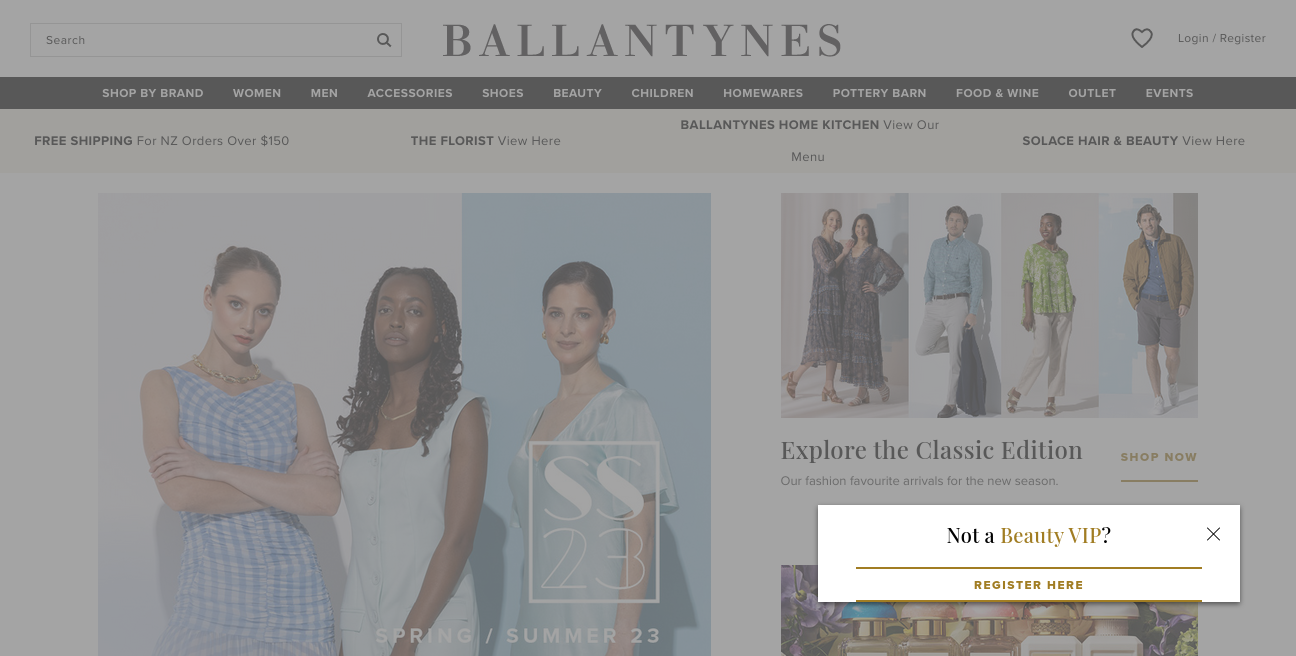 Search
BALLANTYNES
Login / Register
SHOP BY BRAND WOMEN MEN ACCESSORIES SHOES BEAUTY CHILDREN HOMEWARES POTTERY BARN FOOD & WINE OUTLET EVENTS
FREE SHIPPING For NZ Orders Over $150
THE FLORIST View Here
BALLANTYNES HOME KITCHEN View Our
Menu
SOLACE HAIR & BEAUTY View Here
SS
23
SPRING / SUMMER 23
Explore the Classic Edition
SHOP NOW
Our fashion favourite arrivals for the new season.
Not a Beauty VIP?
REGISTER HERE